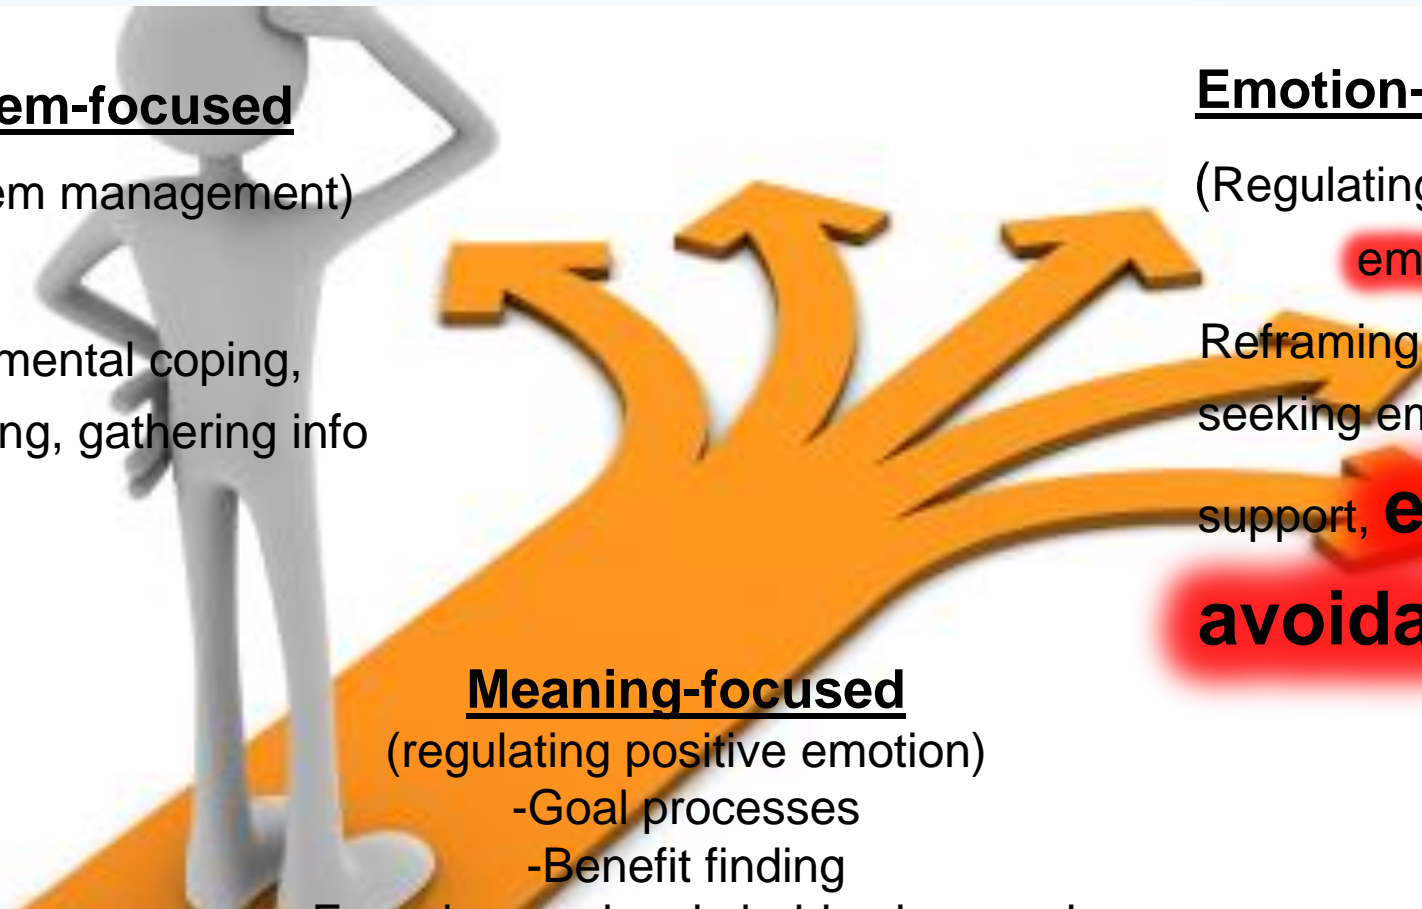 em-focused
em management)
mental coping,
ng, gathering info
Emotion-
(Regulating
em
Reframing
seeking em
support, e
avoida
Meaning-focused
(regulating positive emotion)
-Goal processes
-Benefit finding